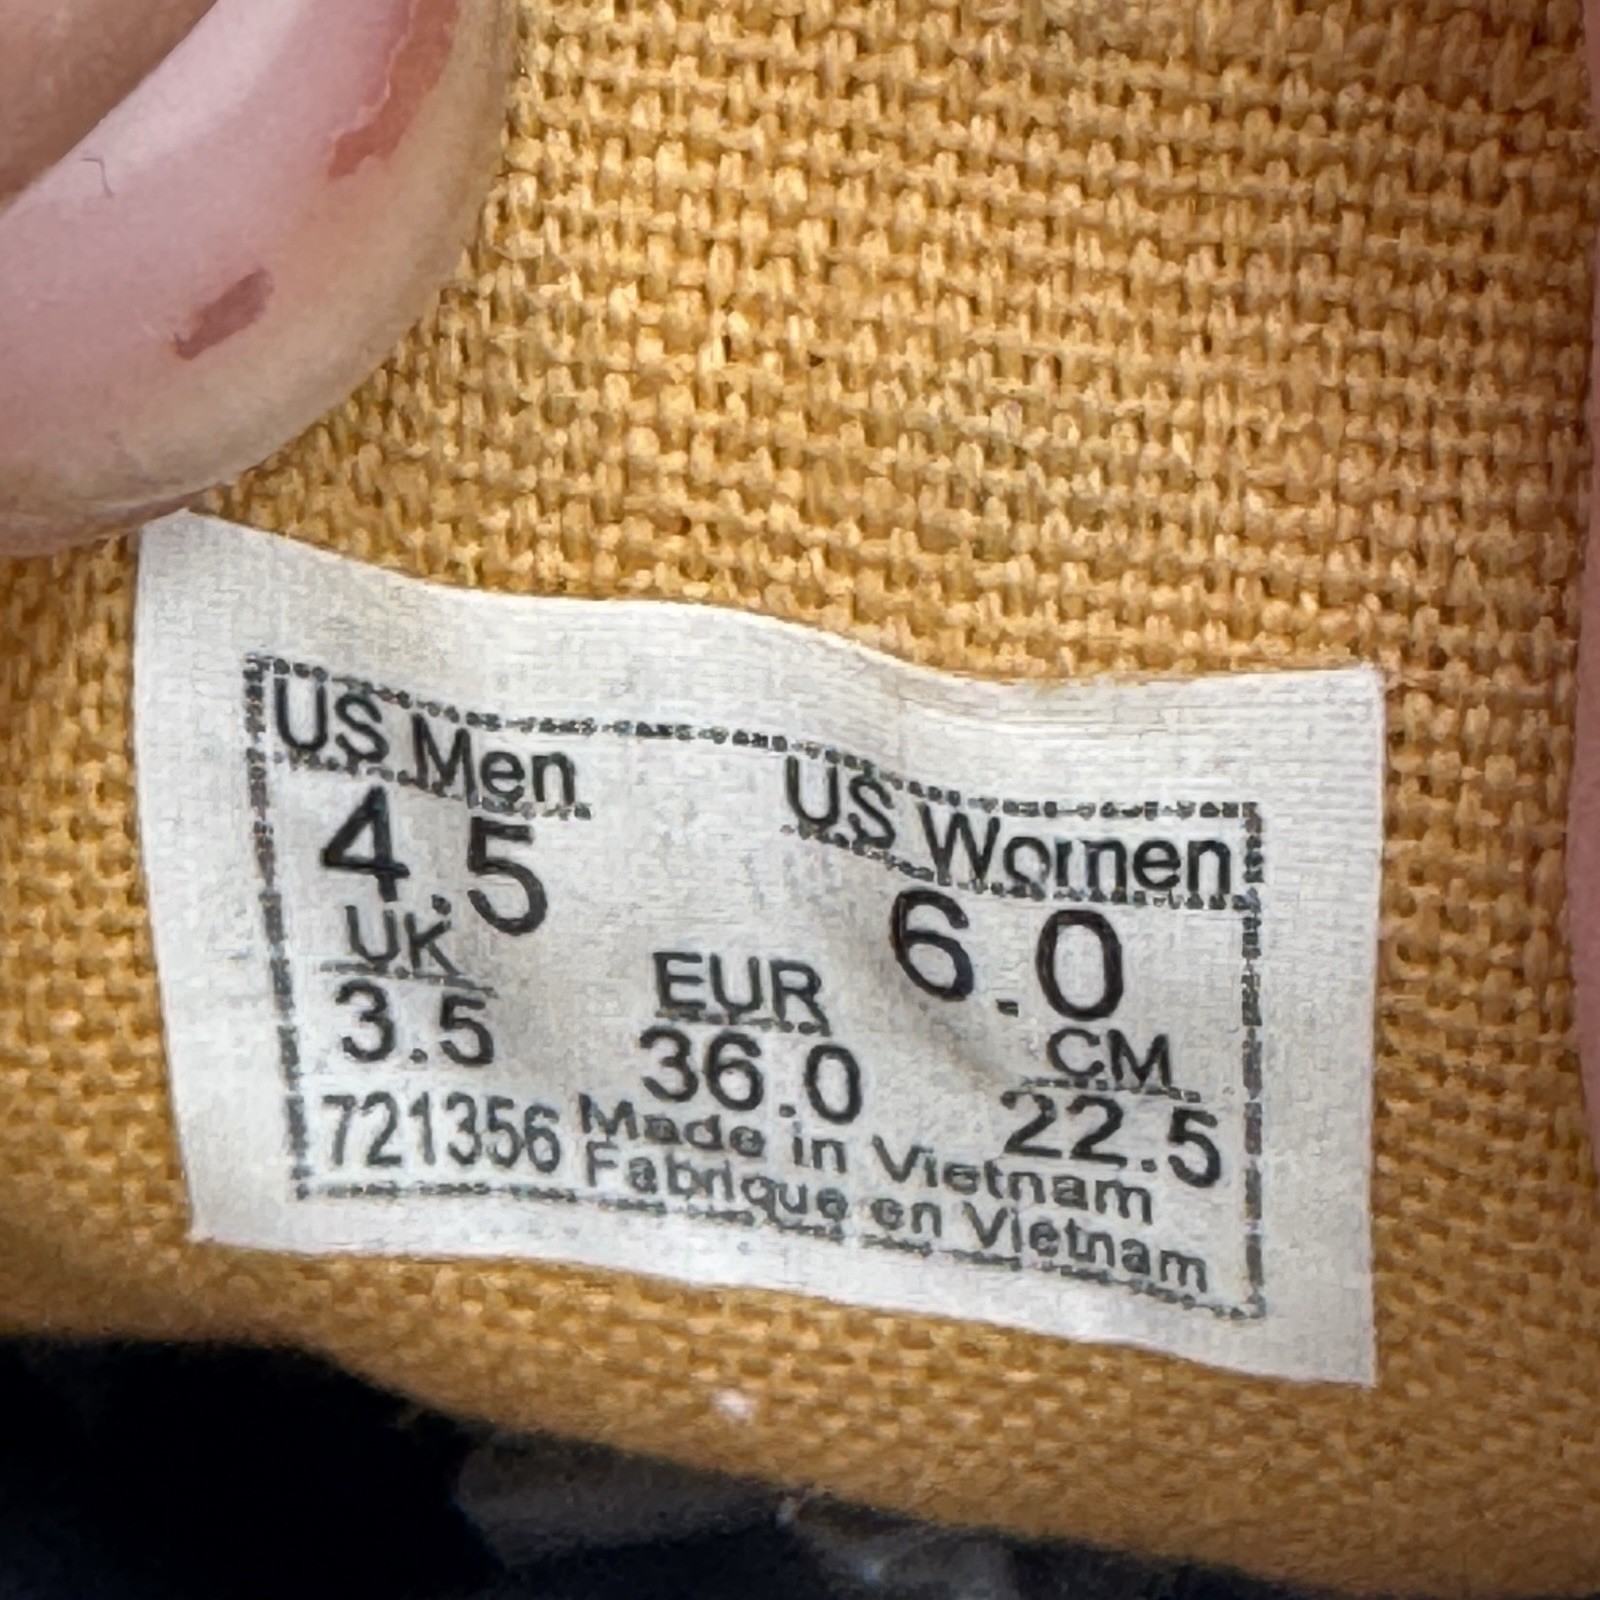 US Men US Women
4.5 6.0
UK EUR CM
3.5 36.0 22.5
721356 Made in Vietnam
Fabrique en Vietnam